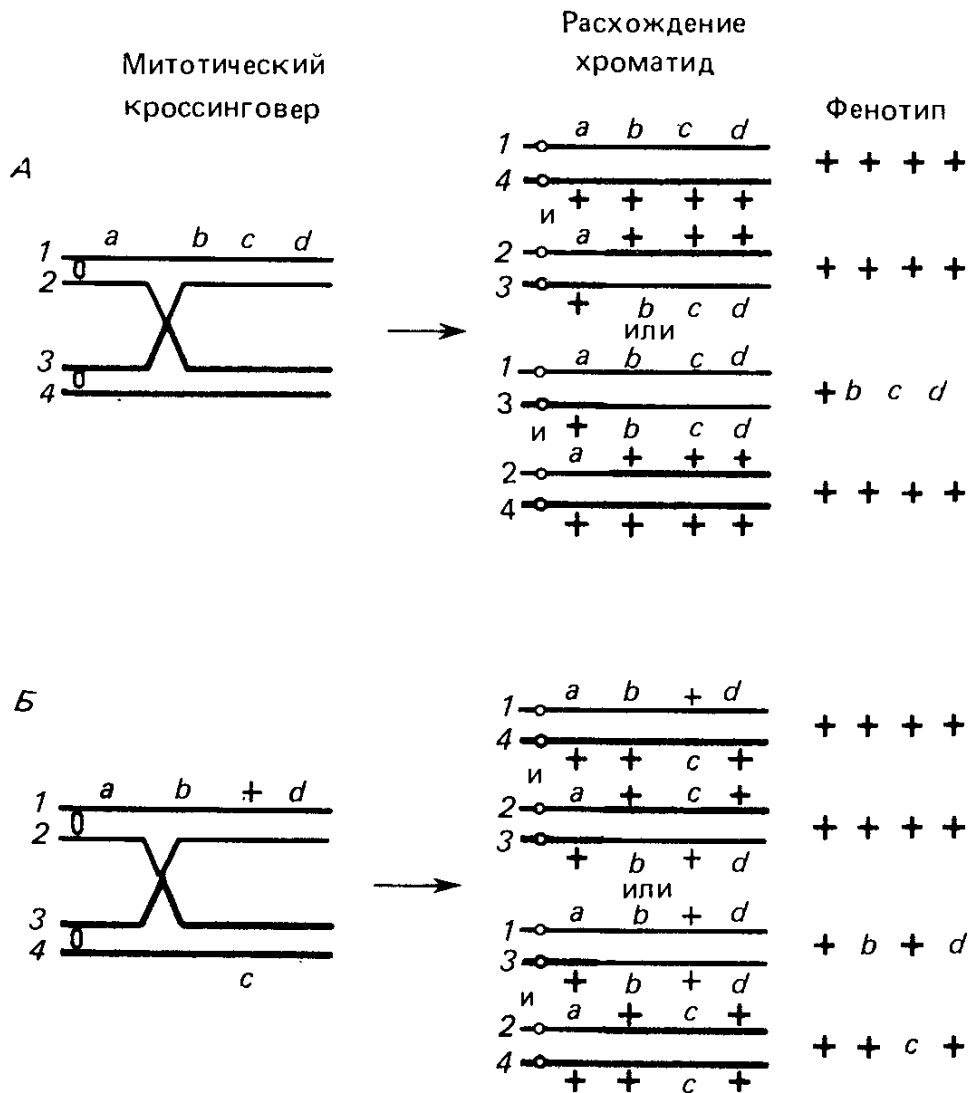 Митотический
кроссинговер
Расхождение
хроматид
Фенотип
А
1 a b c d
2
3
4
1 a b c d
4 + + + +
+ + + +
и
2 a + + +
3 + b c d
+ + + +
или
1 a b c d
3 + b c d
+ b c d
и
2 a + + +
4 + + + +
+ + + +
Б
1 a b + d
2
3
4 c
1 a b + d
4 + + c +
+ + + +
и
2 a + c +
3 + b + d
+ + + +
или
1 a b + d
3 + b + d
+ b + d
и
2 a + c +
4 + + c +
+ + c +